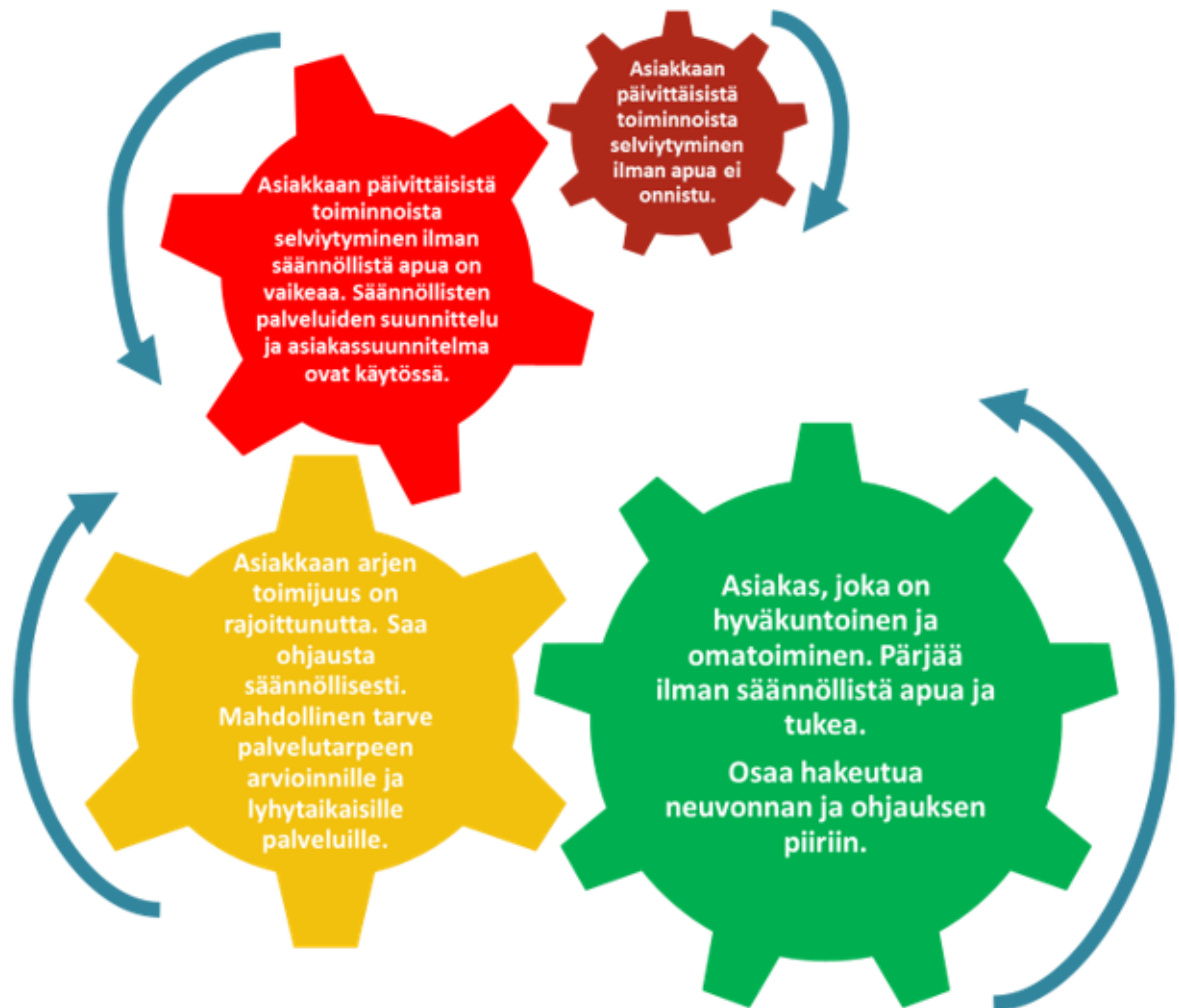 Asiakkaan
päivittäisistä
toiminnoista
selviytyminen
ilman apua ei
onnistu.
Asiakkaan päivittäisistä
toiminnoista
selviytyminen ilman
säännöllistä apua on
vaikeaa. Säännöllisten
palveluiden suunnittelu
ja asiakassuunnitelma
ovat käytössä.
Asiakkaan arjen
toimijuus on
rajoittunutta. Saa
ohjausta
säännöllisesti.
Mahdollinen tarve
palvelutarpeen
arvioinnille ja
lyhytaikaisille
palveluille.
Asiakas, joka on
hyväkuntoinen ja
omatoiminen. Pärjää
ilman säännöllistä apua ja
tukea.
Osaa hakeutua
neuvonnan ja ohjauksen
piiriin.